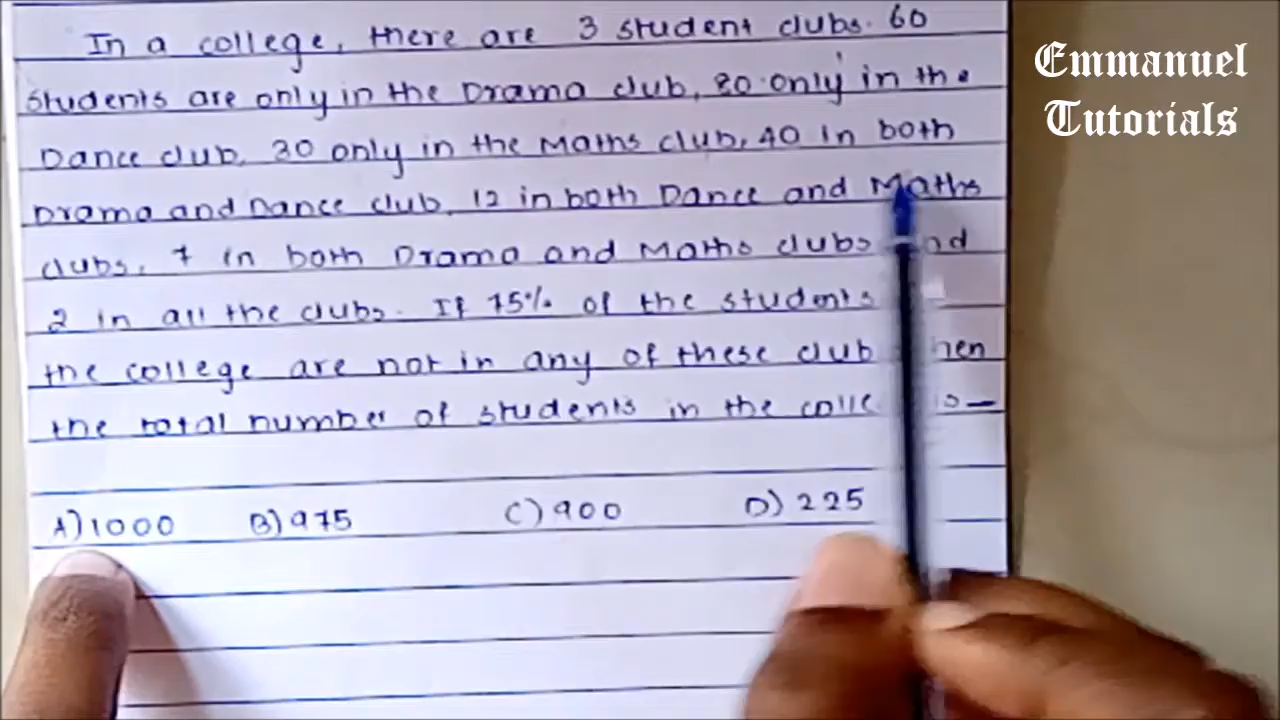 In a college, there are 3 student clubs. 60
students are only in the Drama club, 80 only in the
Dance club, 30 only in the Maths club, 40 in both
Drama and Dance club, 12 in both Dance and Maths
clubs, 7 in both Drama and Maths clubs
2 in all the clubs. If 75% of the students
the college are not in any of these club
the total number of students in the
A) 1000 B) 975 C) 900 D) 225
Emmanuel
Tutorials